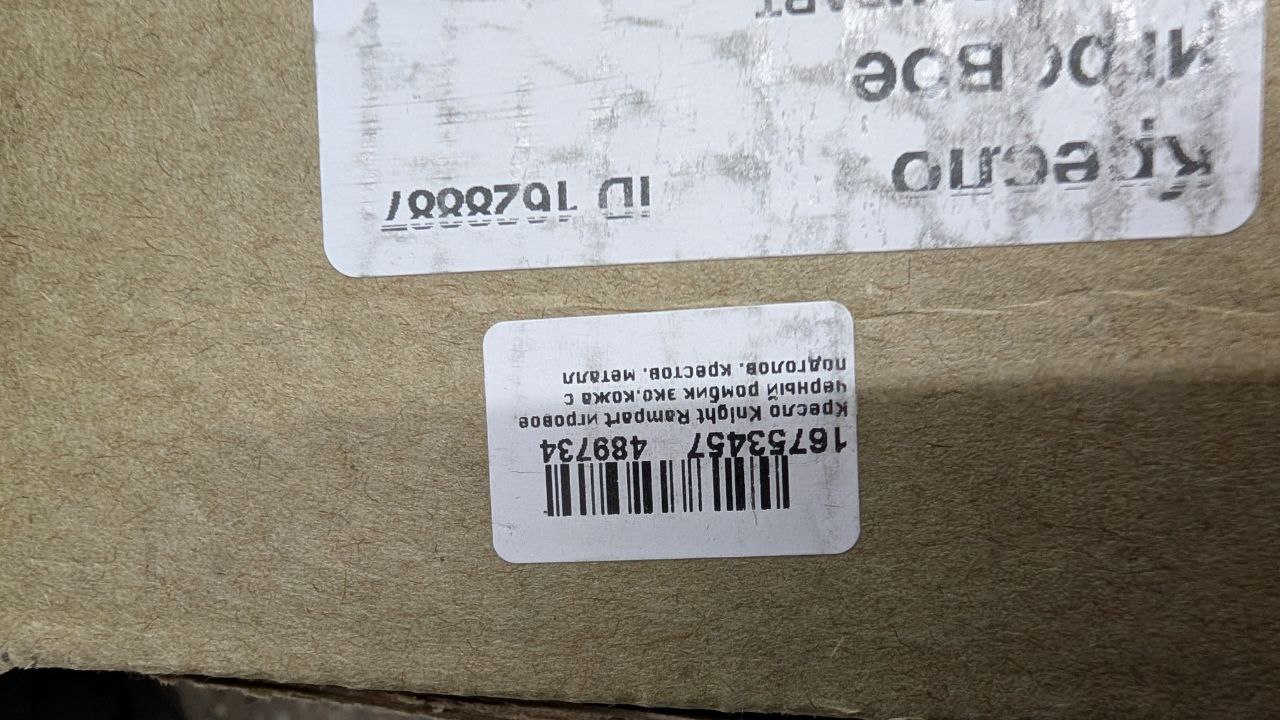 Кресло
ID 1628887
игровое
16753457 489734
Кресло Knight Rampart игровое.
черный ромбик эко.кожа с
подголов. крестов. металл